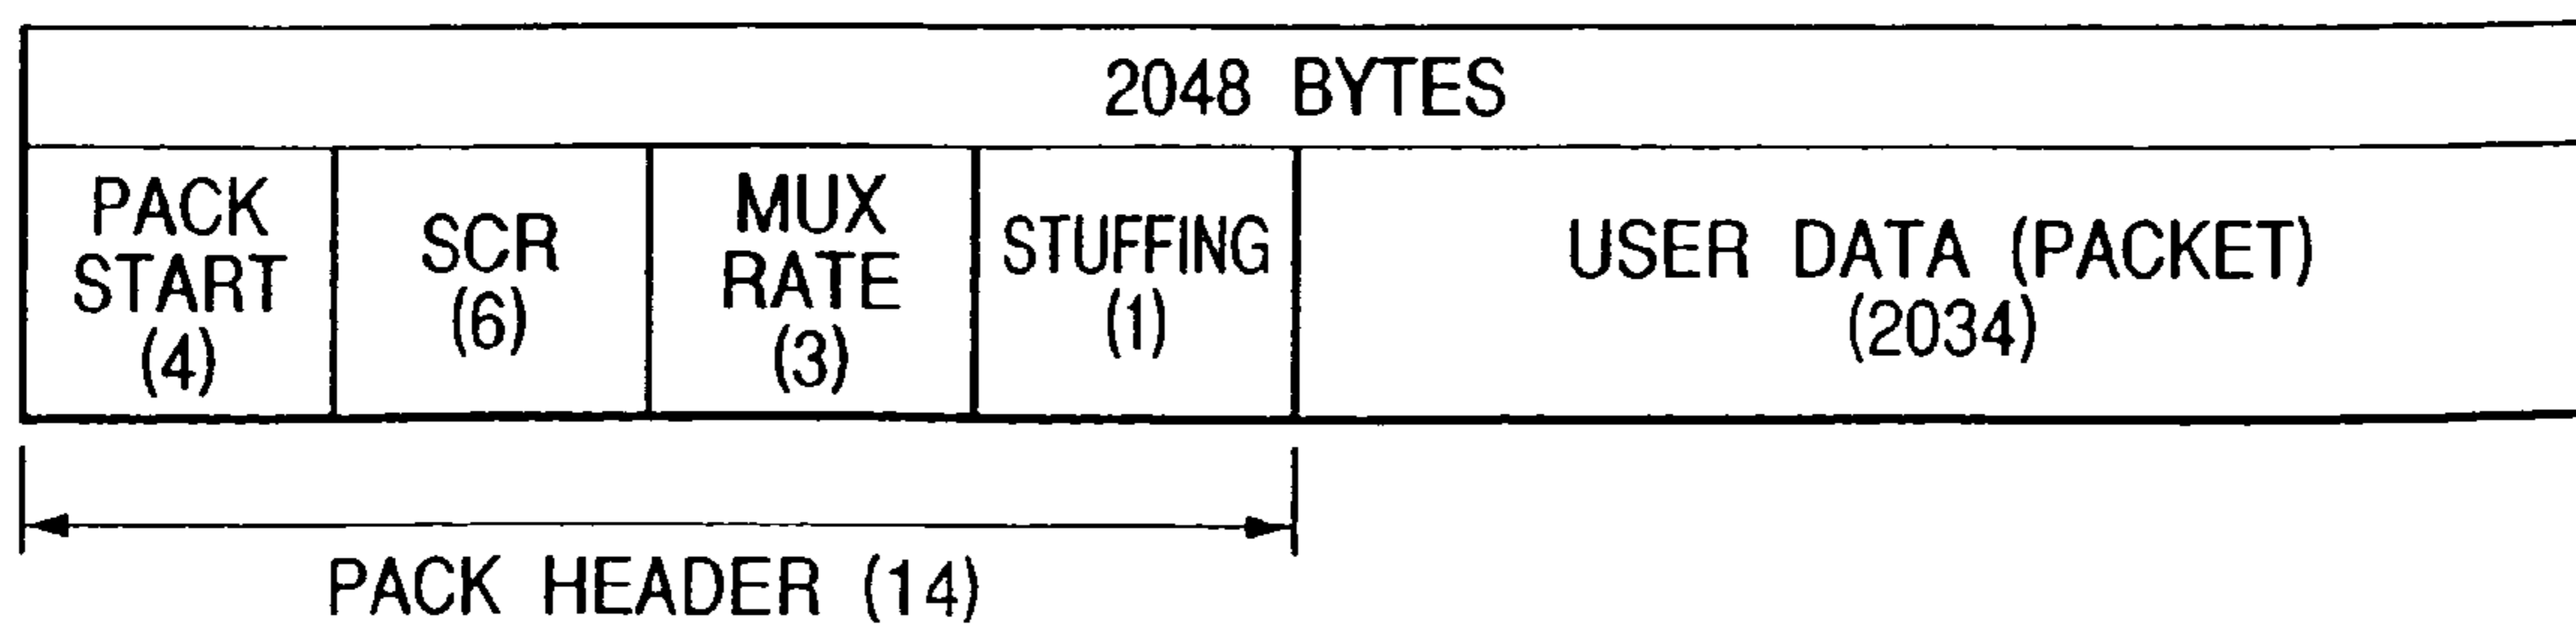 2048 BYTES
PACK
START
(4)
SCR
(6)
MUX
RATE
(3)
STUFFING
(1)
USER DATA (PACKET)
(2034)
PACK HEADER (14)